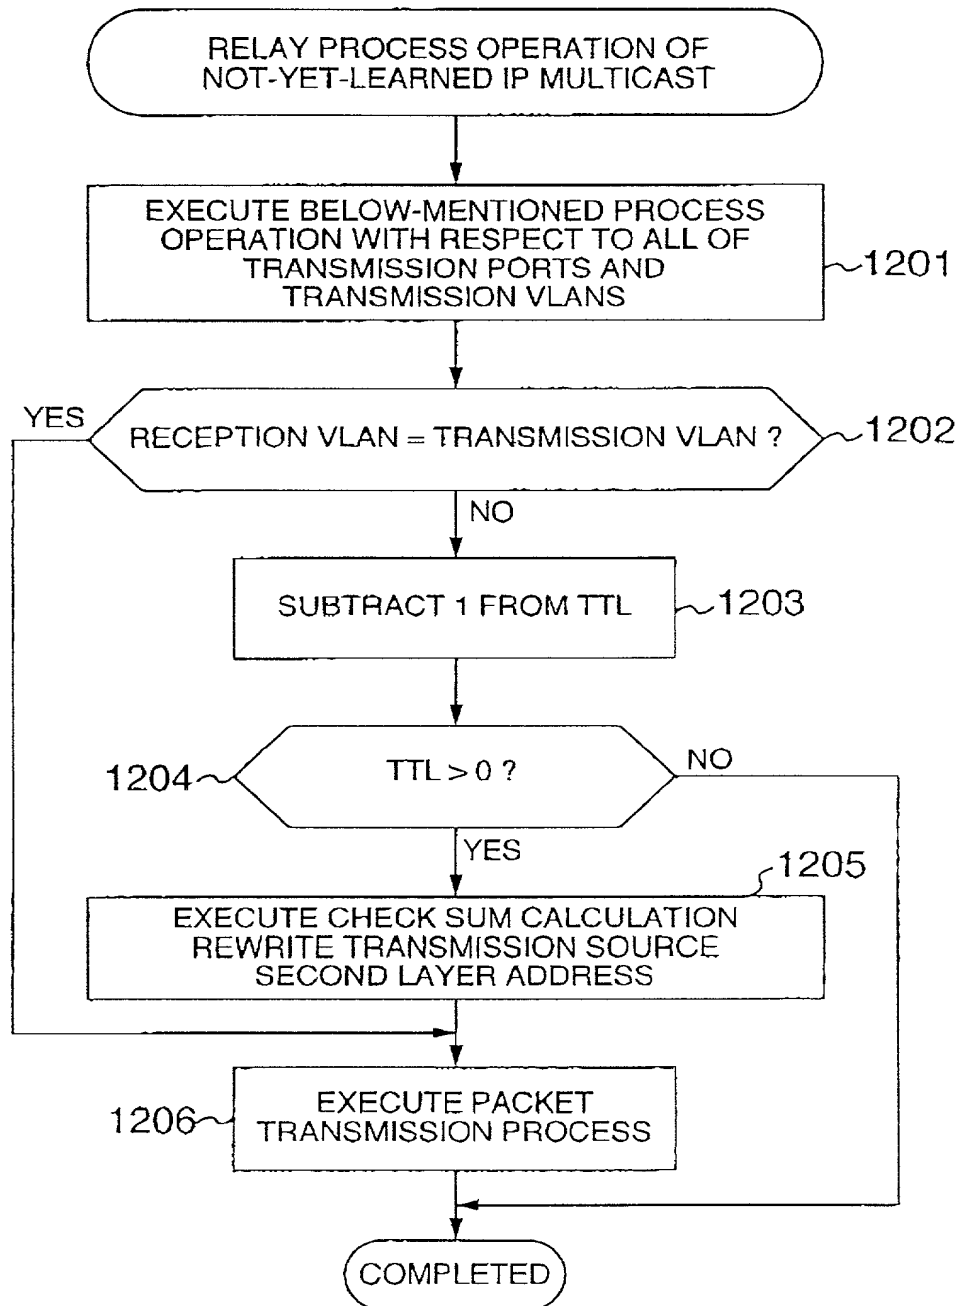 RELAY PROCESS OPERATION OF
NOT-YET-LEARNED IP MULTICAST
EXECUTE BELOW-MENTIONED PROCESS
OPERATION WITH RESPECT TO ALL OF
TRANSMISSION PORTS AND
TRANSMISSION VLANS
1201
YES
RECEPTION VLAN = TRANSMISSION VLAN ?
1202
NO
SUBTRACT 1 FROM TTL
1203
1204
TTL > 0 ?
NO
YES
1205
EXECUTE CHECK SUM CALCULATION
REWRITE TRANSMISSION SOURCE
SECOND LAYER ADDRESS
1206
EXECUTE PACKET
TRANSMISSION PROCESS
COMPLETED